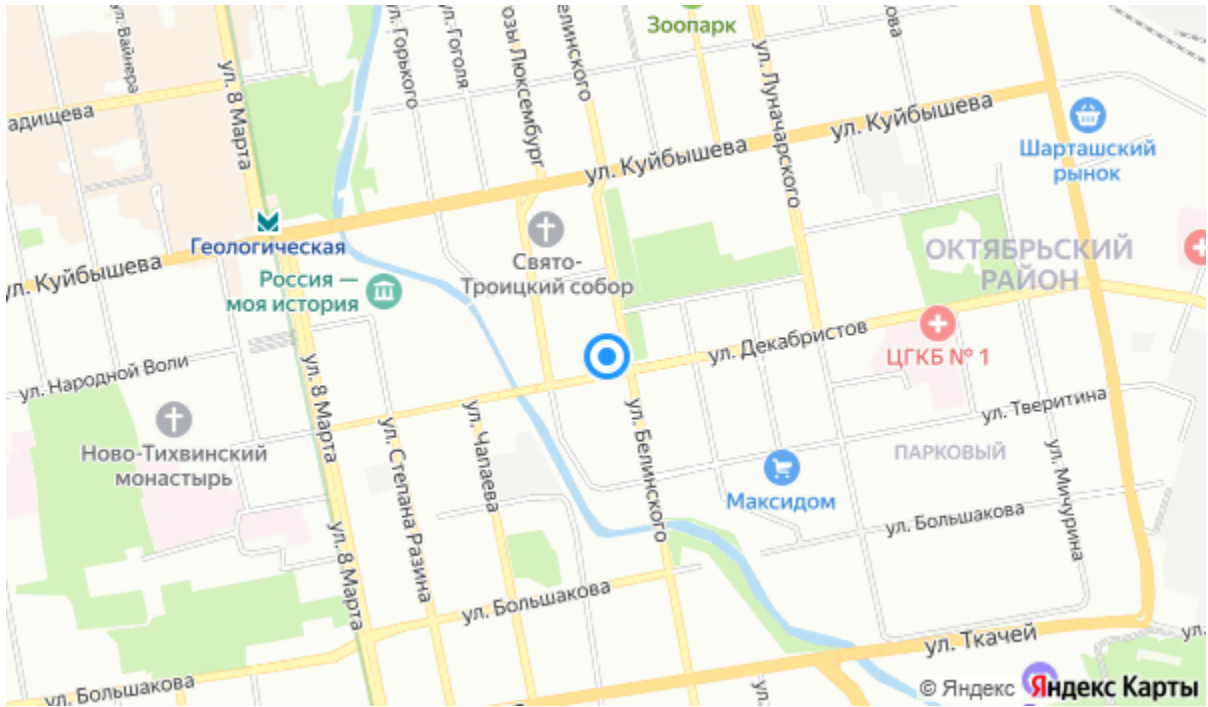 ул. Вайнера
ул. Горького
ул. Гоголя
озы Люксембург
елинского
Зоопарк
ул. Луначарского
ова
адищева
ул. 8 Марта
ул. Куйбышева
ул. Куйбышева
Шарташский
рынок
Геологическая
ул. Куйбышева
Свято-
Троицкий собор
ОКТЯБРЬСКИЙ
РАЙОН
Россия —
моя история
ул. Декабристов
ЦГКБ № 1
ул. Народной Воли
ул. 8 Марта
ул. Тверитина
Ново-Тихвинский
монастырь
ул. Степана Разина
ул. Чапаева
ул. Белинского
ПАРКОВЫЙ
Максидом
ул. Мичурина
ул. Большакова
ул. 8 Марта
ул. Большакова
ул. Ткачей
ул.
ул. Большакова
ул.
© Яндекс Яндекс Карты